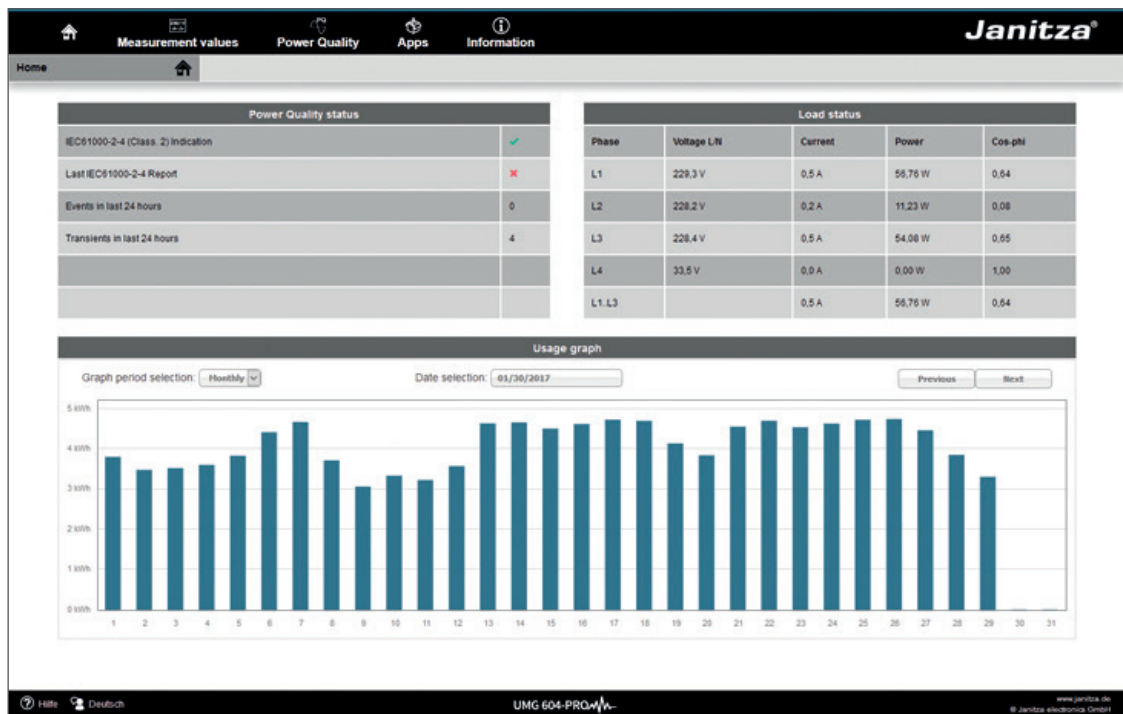 Measurement values Power Quality Apps Information Janitza®
Home
Power Quality status
IEC61000-2-4 (Class. 2) Indication
Last IEC61000-2-4 Report
Events in last 24 hours 0
Transients in last 24 hours 4
Load status
Phase Voltage L/N Current Power Cos-phi
L1 229,3 V 0,5 A 56,76 W 0,64
L2 228,2 V 0,2 A 11,23 W 0,08
L3 228,4 V 0,5 A 54,08 W 0,65
L4 33,5 V 0,0 A 0,00 W 1,00
L1..L3 0,5 A 56,76 W 0,64
Usage graph
Graph period selection: Monthly Date selection: 01/30/2017 Previous Next
5 kWh
4 kWh
3 kWh
2 kWh
1 kWh
0 kWh
1 2 3 4 5 6 7 8 9 10 11 12 13 14 15 16 17 18 19 20 21 22 23 24 25 26 27 28 29 30 31
Hilfe Deutsch UMG 604-PRO www.janitza.de
© Janitza electronics GmbH